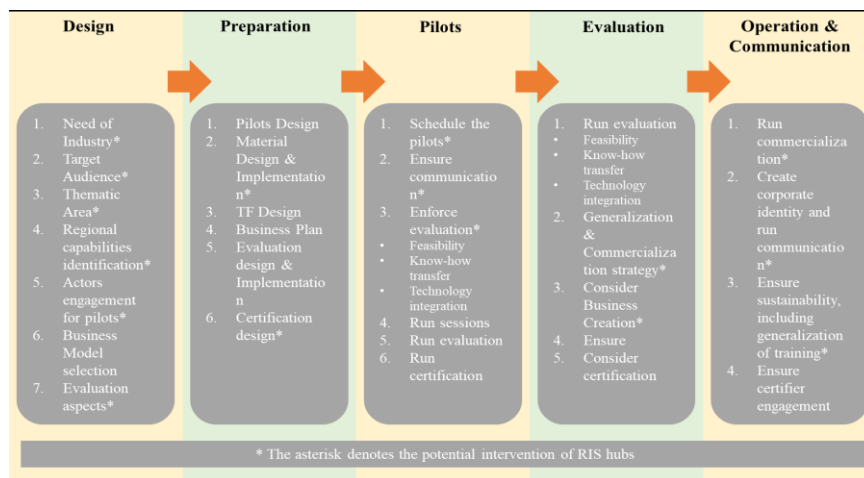 Design
Preparation
Pilots
Evaluation
Operation &
Communication
1. Need of
Industry*
2. Target
Audience*
3. Thematic
Area*
4. Regional
capabilities
identification*
5. Actors
engagement
for pilots*
6. Business
Model
selection
7. Evaluation
aspects*
1. Pilots Design
2. Material
Design &
Implementatio
n*
3. TF Design
4. Business Plan
5. Evaluation
design &
Implementatio
n
6. Certification
design*
1. Schedule the
pilots*
2. Ensure
communicatio
n*
3. Enforce
evaluation*
• Feasibility
• Know-how
transfer
• Technology
integration
4. Run sessions
5. Run evaluation
6. Run
certification
1. Run evaluation
• Feasibility
• Know-how
transfer
• Technology
integration
2. Generalization
&
Commercializa
tion strategy*
3. Consider
Business
Creation*
4. Ensure
5. Consider
certification
1. Run
commercializa
tion*
2. Create
corporate
identity and
run
communicatio
n*
3. Ensure
sustainability,
including
generalization
of training*
4. Ensure
certifier
engagement
* The asterisk denotes the potential intervention of RIS hubs